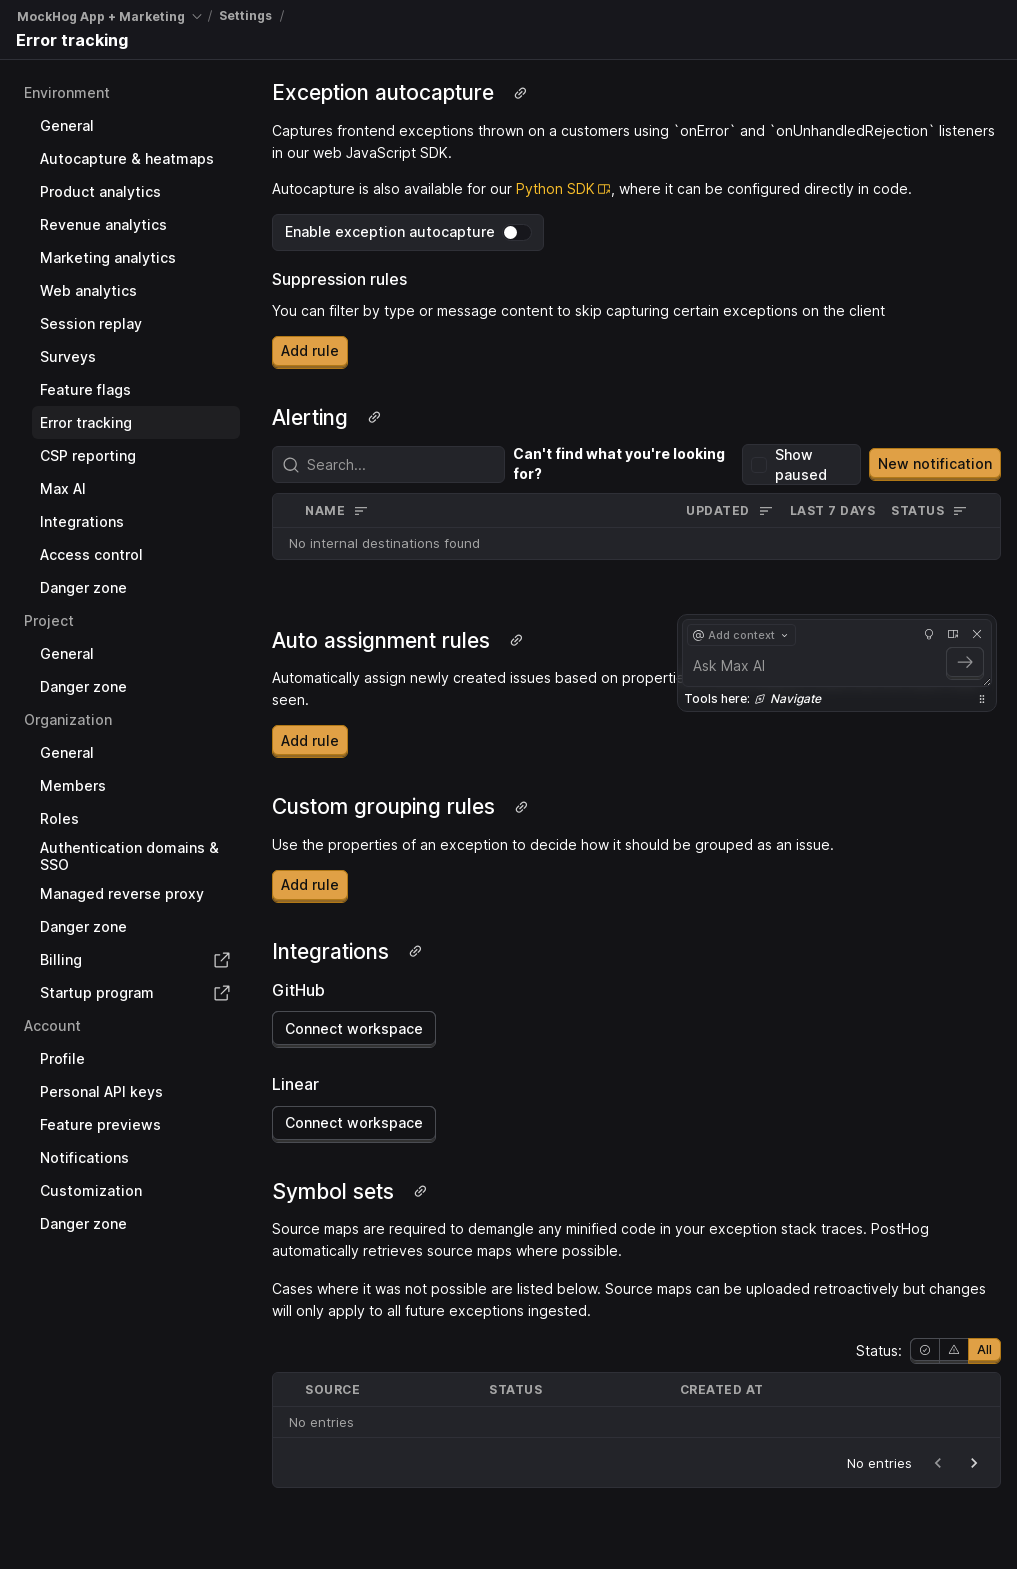 MockHog App + Marketing / Settings /
Error tracking
Environment
General
Autocapture & heatmaps
Product analytics
Revenue analytics
Marketing analytics
Web analytics
Session replay
Surveys
Feature flags
Error tracking
CSP reporting
Max AI
Integrations
Access control
Danger zone
Project
General
Danger zone
Organization
General
Members
Roles
Authentication domains &
SSO
Managed reverse proxy
Danger zone
Billing
Startup program
Account
Profile
Personal API keys
Feature previews
Notifications
Customization
Danger zone
Exception autocapture
Captures frontend exceptions thrown on a customers using `onError` and `onUnhandledRejection` listeners
in our web JavaScript SDK.
Autocapture is also available for our Python SDK, where it can be configured directly in code.
Enable exception autocapture
Suppression rules
You can filter by type or message content to skip capturing certain exceptions on the client
Add rule
Alerting
Search...
Can't find what you're looking
for?
Show
paused
New notification
NAME UPDATED LAST 7 DAYS STATUS
No internal destinations found
Auto assignment rules
Automatically assign newly created issues based on propertie
seen.
Add rule
@ Add context
Ask Max AI
Tools here: Navigate
Custom grouping rules
Use the properties of an exception to decide how it should be grouped as an issue.
Add rule
Integrations
GitHub
Connect workspace
Linear
Connect workspace
Symbol sets
Source maps are required to demangle any minified code in your exception stack traces. PostHog
automatically retrieves source maps where possible.
Cases where it was not possible are listed below. Source maps can be uploaded retroactively but changes
will only apply to all future exceptions ingested.
Status: All
SOURCE STATUS CREATED AT
No entries
No entries